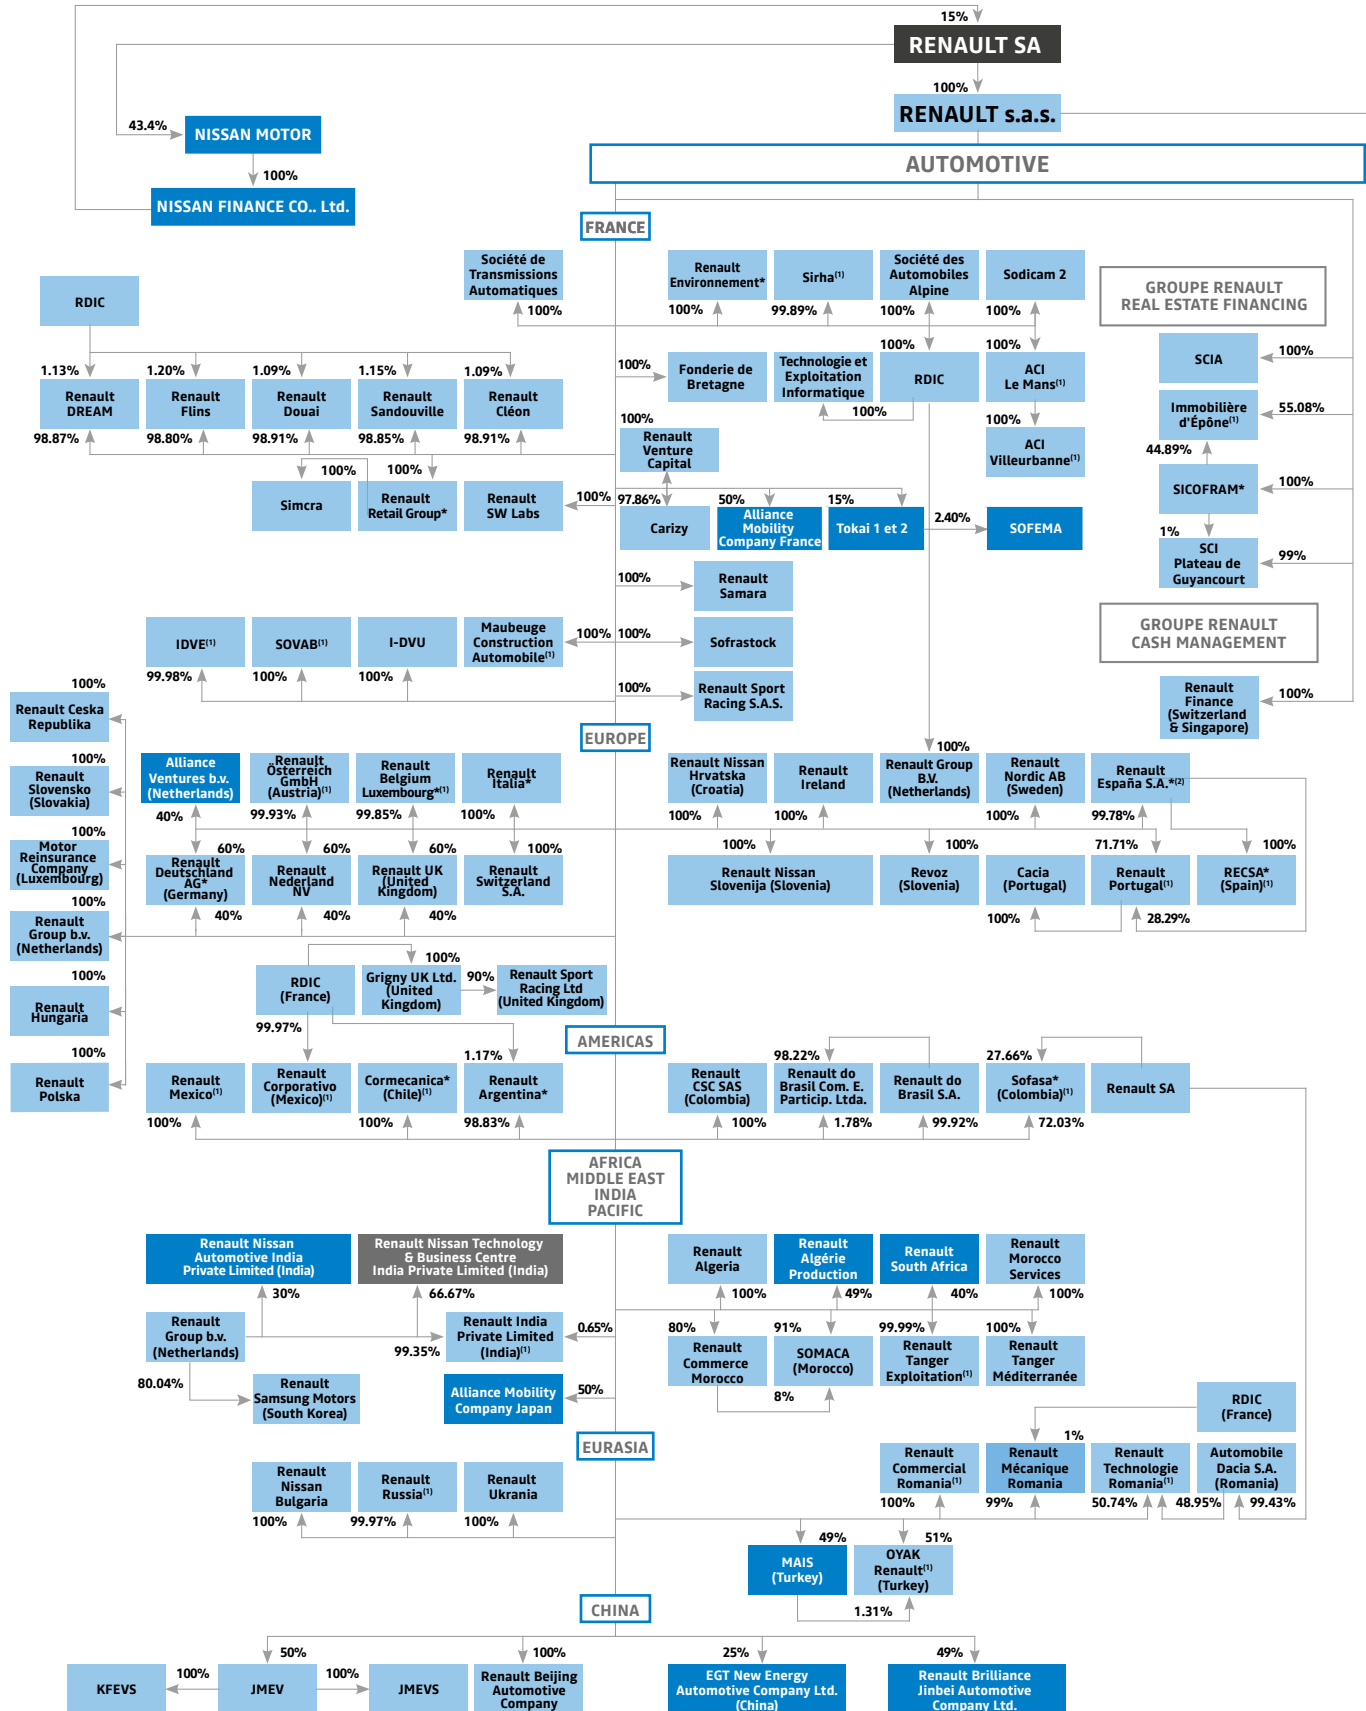 15%
RENAULT SA
100%
RENAULT s.a.s.
43.4%
NISSAN MOTOR
100%
NISSAN FINANCE CO.. Ltd.
AUTOMOTIVE
FRANCE
Société de
Transmissions
Automatiques
100%
Renault
Environnement*
100%
Sirha(1)
99.89%
Société des
Automobiles
Alpine
100%
Sodicam 2
100%
GROUPE RENAULT
REAL ESTATE FINANCING
RDIC
1.13%
1.20%
1.09%
1.15%
1.09%
Renault
DREAM
Renault
Flins
Renault
Douai
Renault
Sandouville
Renault
Cléon
98.87%
98.80%
98.91%
98.85%
98.91%
100%
Fonderie de
Bretagne
Technologie et
Exploitation
Informatique
100%
100%
RDIC
100%
ACI
Le Mans(1)
100%
ACI
Villeurbanne(1)
SCIA
100%
Immobilière
d'Épône(1)
55.08%
44.89%
SICOFRAM*
100%
1%
SCI
Plateau de
Guyancourt
99%
100%
Simcra
100%
Renault
Retail Group*
Renault
SW Labs
100%
100%
Renault
Venture
Capital
97.86%
Carizy
50%
Alliance
Mobility
Company France
15%
Tokai 1 et 2
2.40%
SOFEMA
100%
Renault
Samara
IDVE(1)
99.98%
SOVAB(1)
100%
I-DVU
100%
Maubeuge
Construction
Automobile(1)
100%
100%
Sofrastock
100%
Renault Sport
Racing S.A.S.
GROUPE RENAULT
CASH MANAGEMENT
Renault
Finance
(Switzerland
& Singapore)
100%
EUROPE
100%
Renault Ceska
Republika
100%
Renault
Slovensko
(Slovakia)
100%
Motor
Reinsurance
Company
(Luxembourg)
100%
Renault
Group b.v.
(Netherlands)
100%
Renault
Hungaria
100%
Renault
Polska
Alliance
Ventures b.v.
(Netherlands)
40%
Renault
Österreich
GmbH
(Austria)(1)
99.93%
Renault
Belgium
Luxembourg*(1)
99.85%
Renault
Italia*
100%
Renault Nissan
Hrvatska
(Croatia)
100%
Renault
Ireland
100%
100%
Renault Group
B.V.
(Netherlands)
Renault
Nordic AB
(Sweden)
100%
Renault
España S.A.*(2)
99.78%
60%
Renault
Deutschland
AG*
(Germany)
40%
60%
Renault
Nederland
NV
40%
60%
Renault UK
(United
Kingdom)
40%
100%
Renault
Switzerland
S.A.
100%
Renault Nissan
Slovenija (Slovenia)
100%
Revoz
(Slovenia)
Cacia
(Portugal)
100%
71.71%
Renault
Portugal(1)
28.29%
100%
RECSA*
(Spain)(1)
RDIC
(France)
99.97%
100%
Grigny UK Ltd.
(United
Kingdom)
90%
Renault Sport
Racing Ltd
(United Kingdom)
AMERICAS
Renault
Mexico(1)
100%
Renault
Corporativo
(Mexico)(1)
Cormecanica*
(Chile)(1)
100%
1.17%
Renault
Argentina*
98.83%
Renault
CSC SAS
(Colombia)
100%
98.22%
Renault do
Brasil Com. E.
Particip. Ltda.
1.78%
Renault do
Brasil S.A.
99.92%
27.66%
Sofasa*
(Colombia)(1)
72.03%
Renault SA
AFRICA
MIDDLE EAST
INDIA
PACIFIC
Renault Nissan
Automotive India
Private Limited (India)
30%
Renault Nissan Technology
& Business Centre
India Private Limited (India)
66.67%
Renault
Group b.v.
(Netherlands)
99.35%
Renault India
Private Limited
(India)(1)
0.65%
80.04%
Renault
Samsung Motors
(South Korea)
Alliance Mobility
Company Japan
50%
Renault
Algeria
100%
Renault
Algérie
Production
49%
Renault
South Africa
40%
Renault
Morocco
Services
100%
80%
Renault
Commerce
Morocco
91%
SOMACA
(Morocco)
8%
99.99%
Renault
Tanger
Exploitation(1)
100%
Renault
Tanger
Méditerranée
EURASIA
RDIC
(France)
Renault
Nissan
Bulgaria
100%
Renault
Russia(1)
99.97%
Renault
Ukrania
100%
Renault
Commercial
Romania(1)
100%
1%
Renault
Mécanique
Romania
99%
Renault
Technologie
Romania(1)
50.74%
48.95%
Automobile
Dacia S.A.
(Romania)
99.43%
49%
MAIS
(Turkey)
51%
OYAK
Renault(1)
(Turkey)
1.31%
CHINA
KFEVS
100%
50%
JMEV
100%
JMEVS
100%
Renault Beijing
Automotive
Company
25%
EGT New Energy
Automotive Company Ltd.
(China)
49%
Renault Brilliance
Jinbei Automotive
Company Ltd.